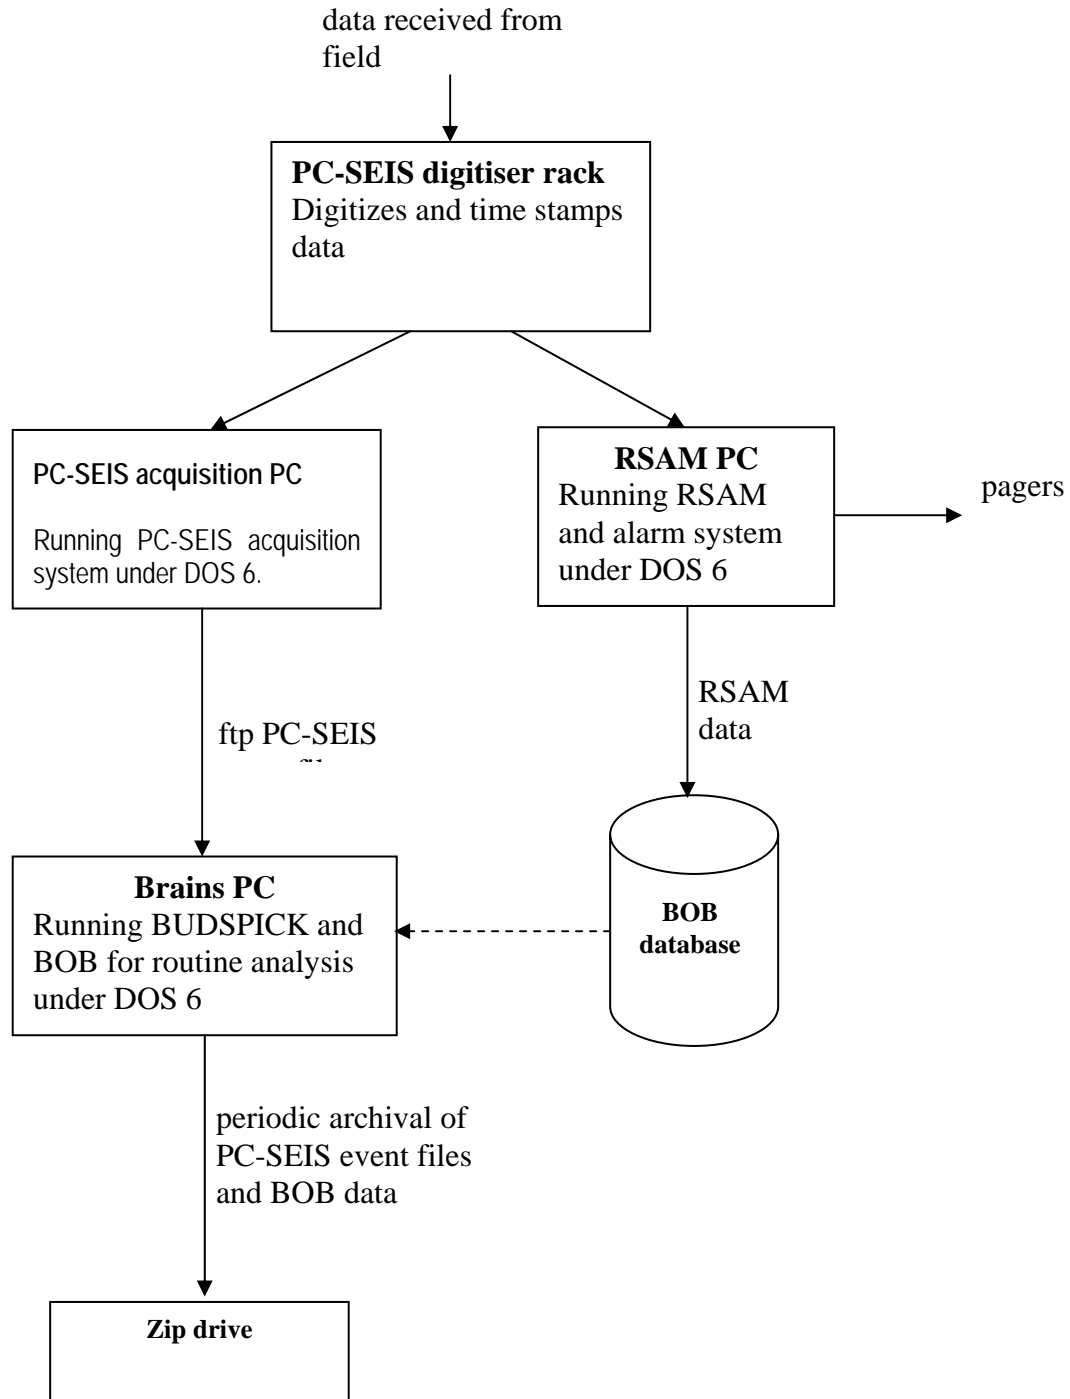 data received from
field
PC-SEIS digitiser rack
Digitizes and time stamps
data
PC-SEIS acquisition PC
Running PC-SEIS acquisition
system under DOS 6.
RSAM PC
Running RSAM
and alarm system
under DOS 6
pagers
RSAM
data
ftp PC-SEIS
Brains PC
Running BUDSPICK and
BOB for routine analysis
under DOS 6
BOB
database
periodic archival of
PC-SEIS event files
and BOB data
Zip drive